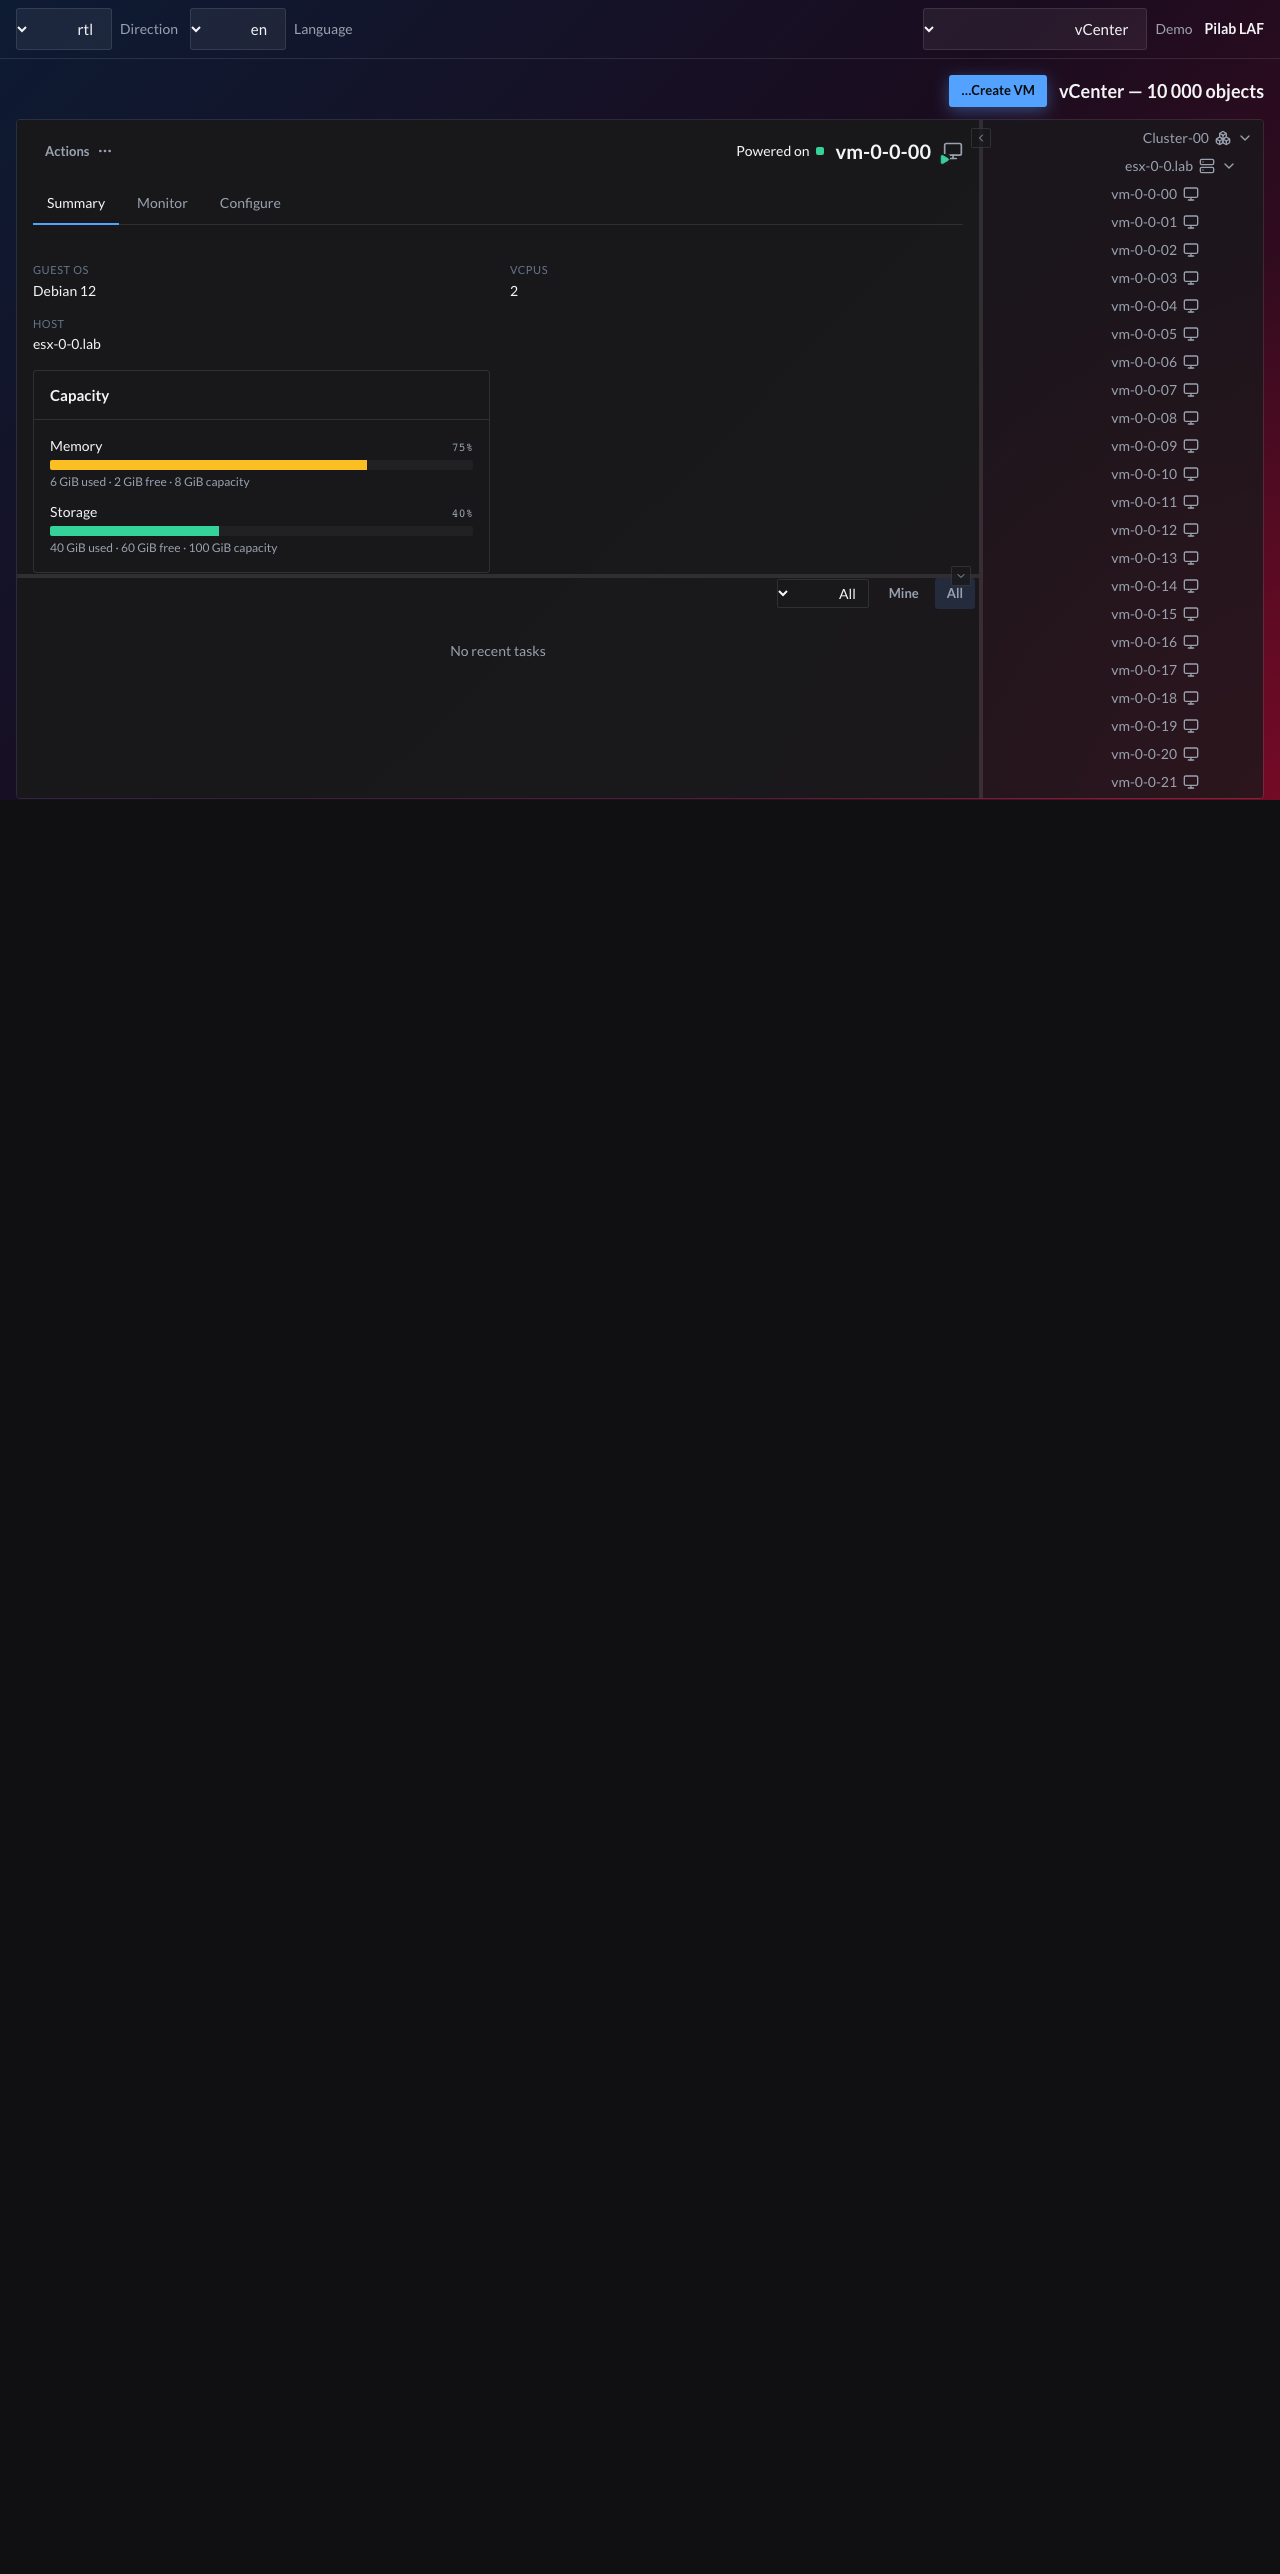 Pilab LAF Demo vCenter Language en Direction rtl
vCenter — 10 000 objects ...Create VM
Cluster-00
esx-0-0.lab
vm-0-0-00
vm-0-0-01
vm-0-0-02
vm-0-0-03
vm-0-0-04
vm-0-0-05
vm-0-0-06
vm-0-0-07
vm-0-0-08
vm-0-0-09
vm-0-0-10
vm-0-0-11
vm-0-0-12
vm-0-0-13
vm-0-0-14
vm-0-0-15
vm-0-0-16
vm-0-0-17
vm-0-0-18
vm-0-0-19
vm-0-0-20
vm-0-0-21
vm-0-0-00 Powered on Actions
Summary Monitor Configure
GUEST OS
Debian 12
VCPUS
2
HOST
esx-0-0.lab
Capacity
Memory 75%
6 GiB used · 2 GiB free · 8 GiB capacity
Storage 40%
40 GiB used · 60 GiB free · 100 GiB capacity
All Mine All
No recent tasks